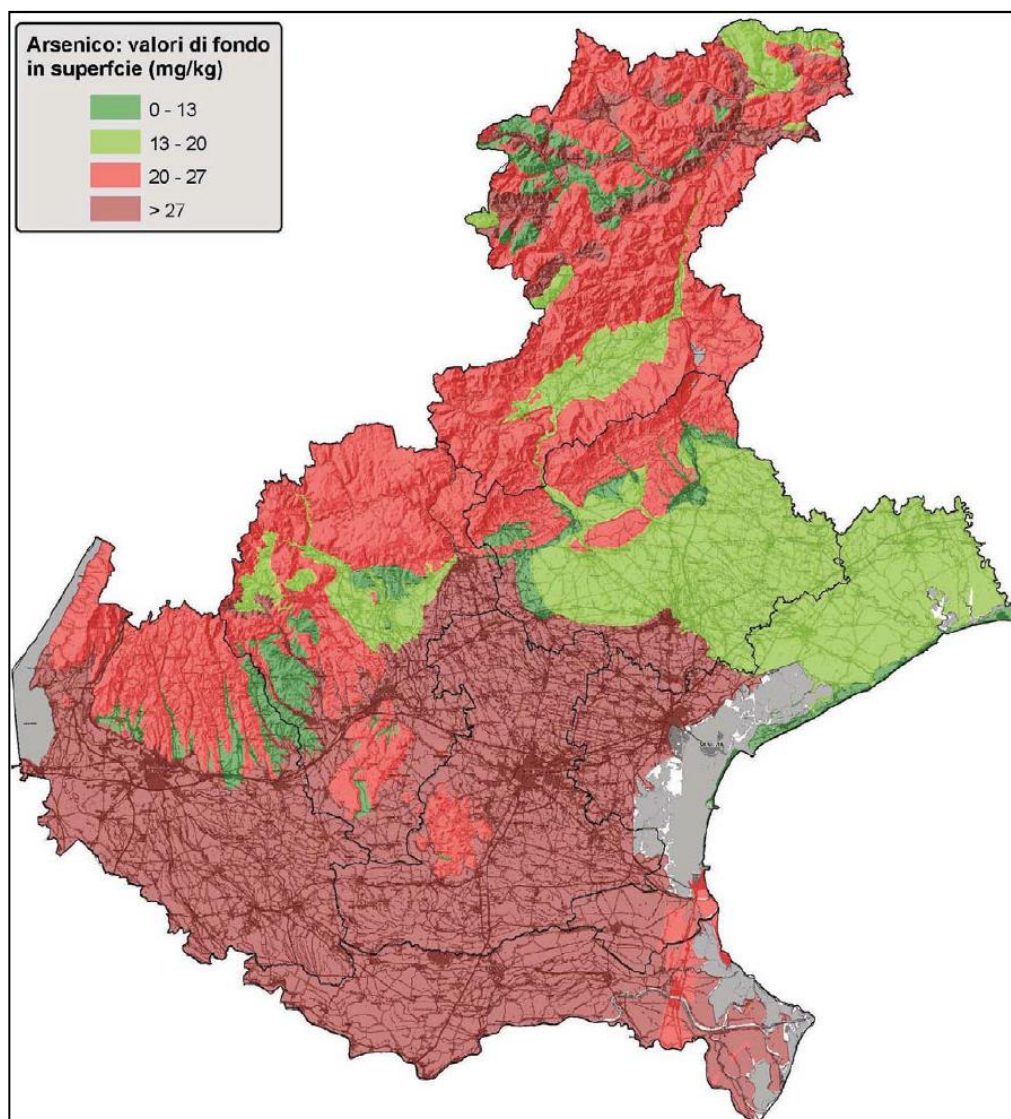 Arsenico: valori di fondo
in superfcie (mg/kg)
0 - 13
13 - 20
20 - 27
> 27